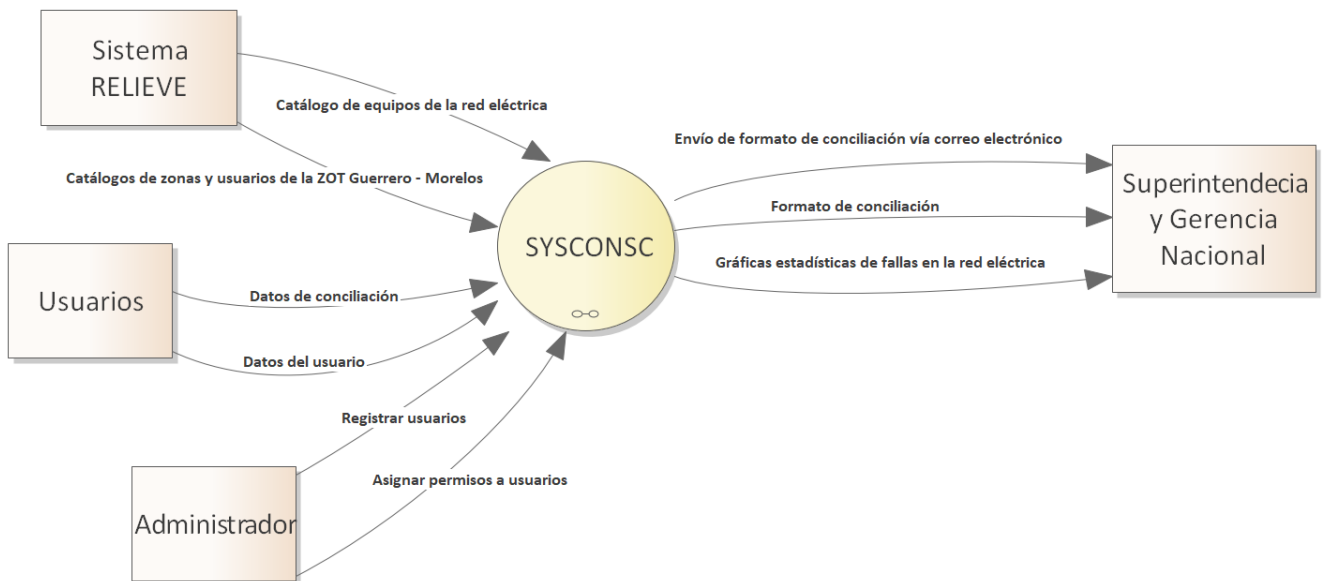 Sistema
RELIEVE
Catálogo de equipos de la red eléctrica
Catálogos de zonas y usuarios de la ZOT Guerrero - Morelos
Usuarios
Datos de conciliación
Datos del usuario
Registrar usuarios
Asignar permisos a usuarios
Administrador
SYSCONSC
Envío de formato de conciliación vía correo electrónico
Formato de conciliación
Gráficas estadísticas de fallas en la red eléctrica
Superintendecia
y Gerencia
Nacional